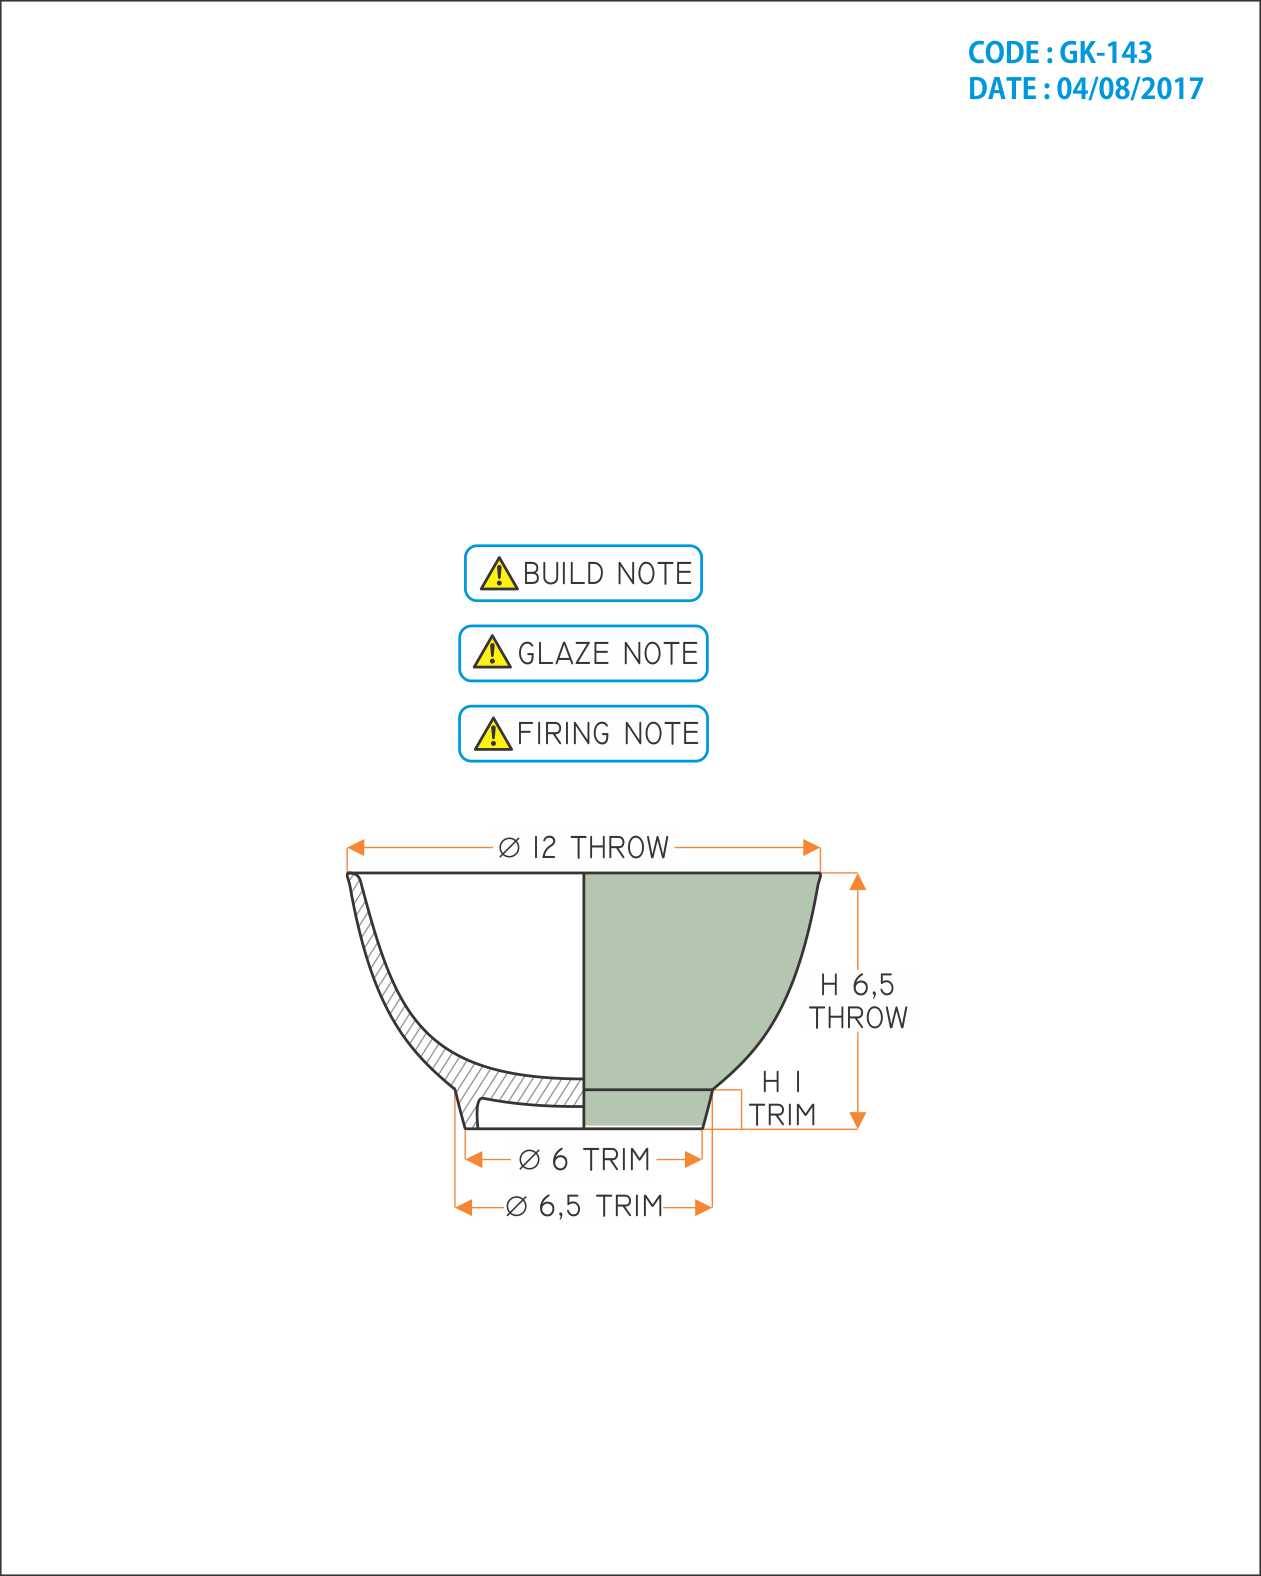 CODE : GK-143
DATE : 04/08/2017
BUILD NOTE
GLAZE NOTE
FIRING NOTE
∅ 12 THROW
H 6,5
THROW
H 1
TRIM
∅ 6 TRIM
∅ 6,5 TRIM